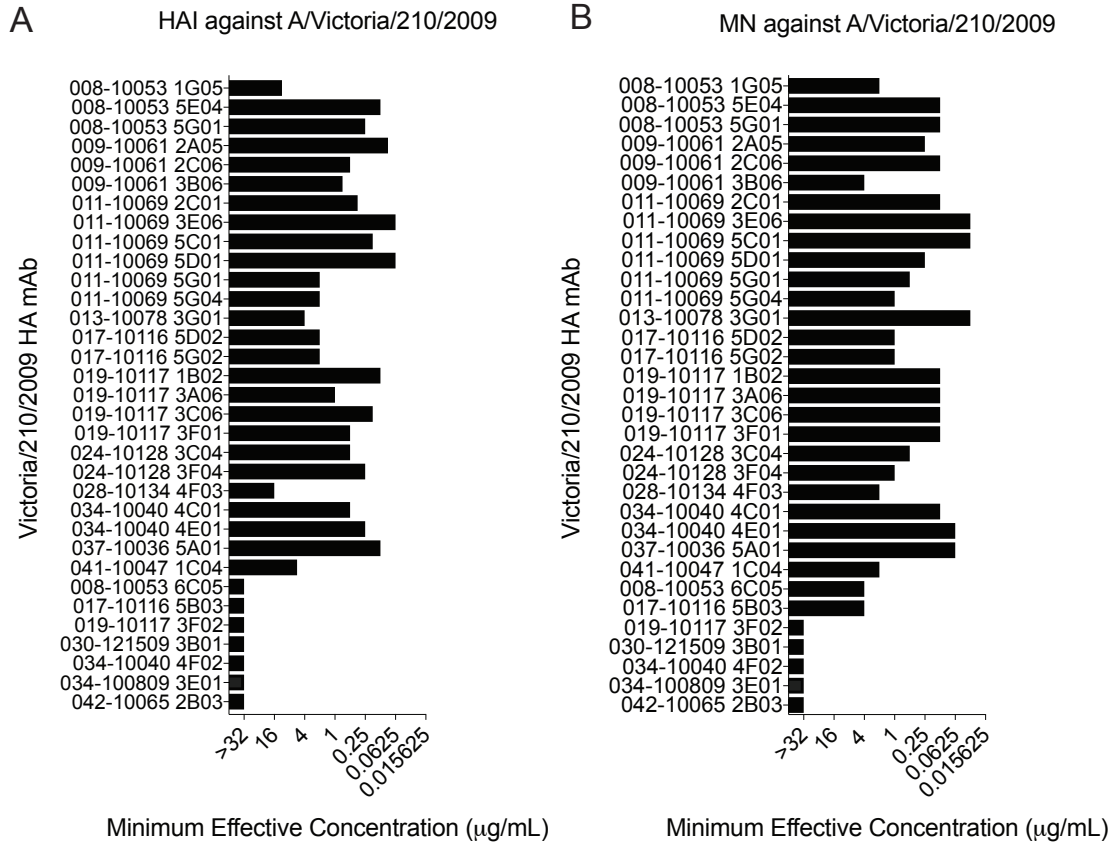 A
HAI against A/Victoria/210/2009
Victoria/210/2009 HA mAb
008-10053 1G05
008-10053 5E04
008-10053 5G01
009-10061 2A05
009-10061 2C06
009-10061 3B06
011-10069 2C01
011-10069 3E06
011-10069 5C01
011-10069 5D01
011-10069 5G01
011-10069 5G04
013-10078 3G01
017-10116 5D02
017-10116 5G02
019-10117 1B02
019-10117 3A06
019-10117 3C06
019-10117 3F01
024-10128 3C04
024-10128 3F04
028-10134 4F03
034-10040 4C01
034-10040 4E01
037-10036 5A01
041-10047 1C04
008-10053 6C05
017-10116 5B03
019-10117 3F02
030-121509 3B01
034-10040 4F02
034-100809 3E01
042-10065 2B03
>32 16 4 1 0.25 0.0625 0.015625
Minimum Effective Concentration (μg/mL)
B
MN against A/Victoria/210/2009
Victoria/210/2009 HA mAb
008-10053 1G05
008-10053 5E04
008-10053 5G01
009-10061 2A05
009-10061 2C06
009-10061 3B06
011-10069 2C01
011-10069 3E06
011-10069 5C01
011-10069 5D01
011-10069 5G01
011-10069 5G04
013-10078 3G01
017-10116 5D02
017-10116 5G02
019-10117 1B02
019-10117 3A06
019-10117 3C06
019-10117 3F01
024-10128 3C04
024-10128 3F04
028-10134 4F03
034-10040 4C01
034-10040 4E01
037-10036 5A01
041-10047 1C04
008-10053 6C05
017-10116 5B03
019-10117 3F02
030-121509 3B01
034-10040 4F02
034-100809 3E01
042-10065 2B03
>32 16 4 1 0.25 0.0625 0.015625
Minimum Effective Concentration (μg/mL)